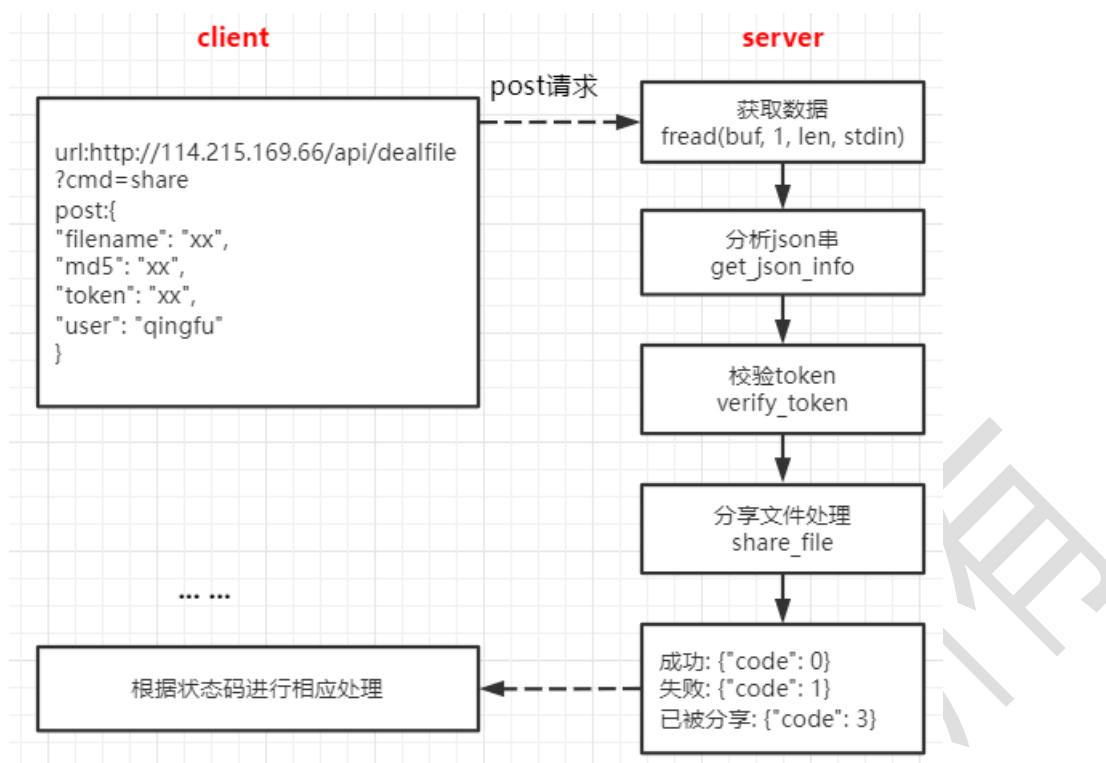 client
server
post请求
url:http://114.215.169.66/api/dealfile
?cmd=share
post:{
"filename": "xx",
"md5": "xx",
"token": "xx",
"user": "qingfu"
}
获取数据
fread(buf, 1, len, stdin)
分析json串
get_json_info
校验token
verify_token
分享文件处理
share_file
... ...
成功: {"code": 0}
失败: {"code": 1}
已被分享: {"code": 3}
根据状态码进行相应处理